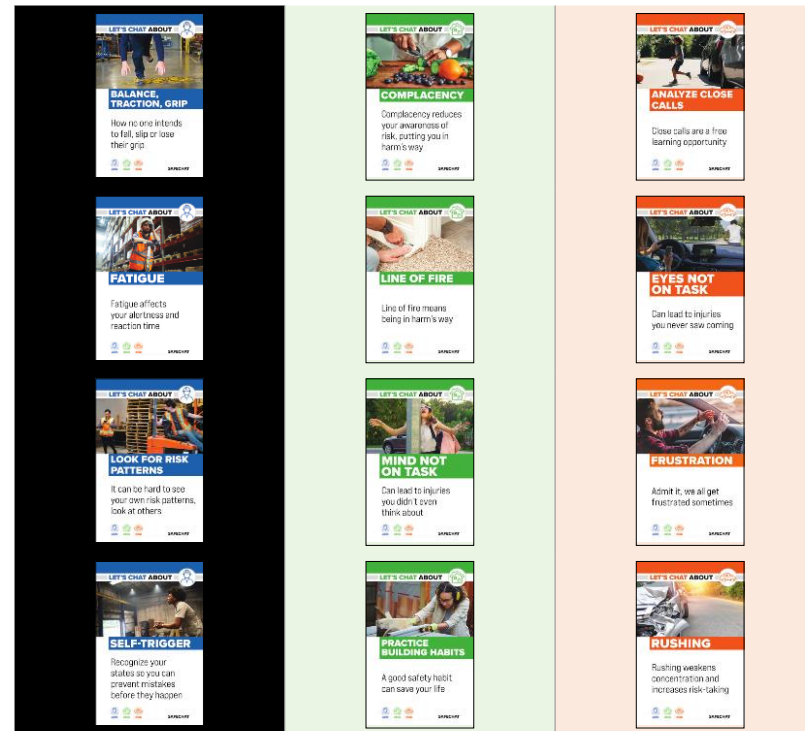 LET'S CHAT ABOUT
BALANCE,
TRACTION, GRIP
How no one intends
to fall, slip or lose
their grip
SAFECHAT
LET'S CHAT ABOUT
COMPLACENCY
Complacency reduces
your awareness of
risk, putting you in
harm's way
SAFECHAT
LET'S CHAT ABOUT
ANALYZE CLOSE
CALLS
Close calls are a free
learning opportunity
SAFECHAT
LET'S CHAT ABOUT
FATIGUE
Fatigue affects
your alertness and
reaction time
SAFECHAT
LET'S CHAT ABOUT
LINE OF FIRE
Line of fire means
being in harm's way
SAFECHAT
LET'S CHAT ABOUT
EYES NOT
ON TASK
Can lead to injuries
you never saw coming
SAFECHAT
LET'S CHAT ABOUT
LOOK FOR RISK
PATTERNS
It can be hard to see
your own risk patterns,
look at others
SAFECHAT
LET'S CHAT ABOUT
MIND NOT
ON TASK
Can lead to injuries
you didn't even
think about
SAFECHAT
LET'S CHAT ABOUT
FRUSTRATION
Admit it, we all get
frustrated sometimes
SAFECHAT
LET'S CHAT ABOUT
SELF-TRIGGER
Recognize your
states so you can
prevent mistakes
before they happen
SAFECHAT
LET'S CHAT ABOUT
PRACTICE
BUILDING HABITS
A good safety habit
can save your life
SAFECHAT
LET'S CHAT ABOUT
RUSHING
Rushing weakens
concentration and
increases risk-taking
SAFECHAT